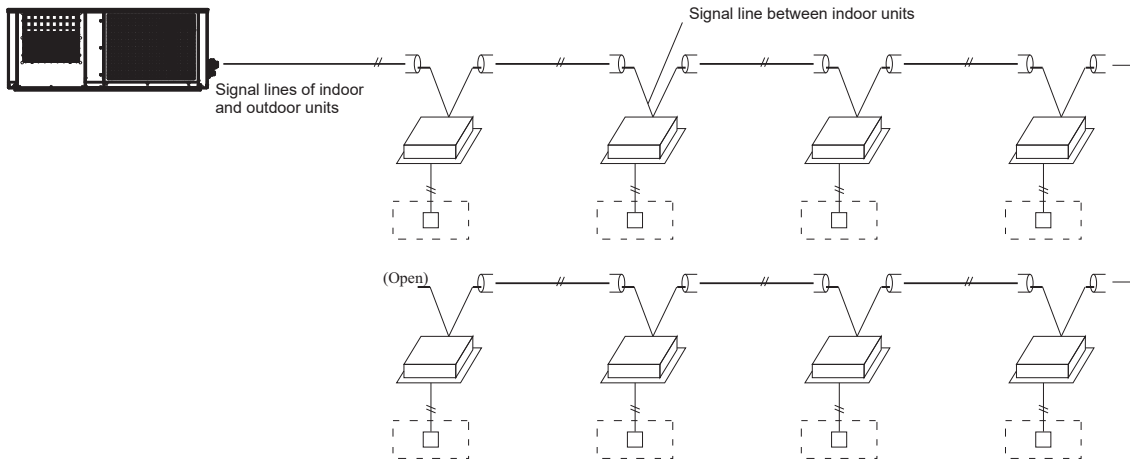 Signal line between indoor units
Signal lines of indoor
and outdoor units
(Open)